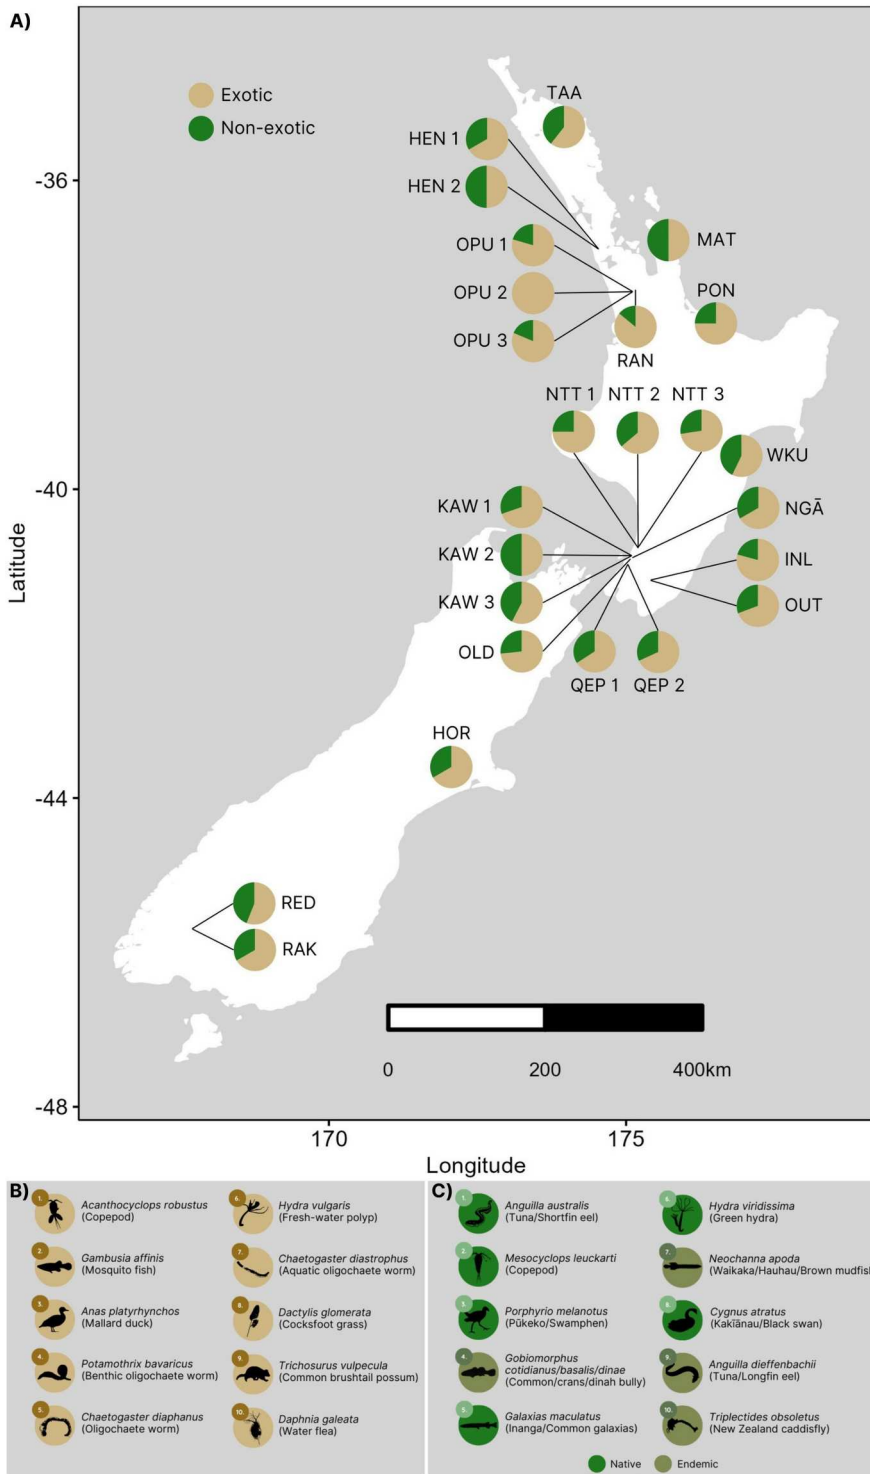 A)
Exotic
Non-exotic
TAA
HEN 1
HEN 2
MAT
OPU 1
OPU 2
OPU 3
PON
RAN
NTT 1
NTT 2
NTT 3
WKU
KAW 1
NGĀ
KAW 2
INL
KAW 3
OUT
OLD
QEP 1
QEP 2
HOR
RED
RAK
-36
-40
-44
-48
Latitude
0
200
400km
170
175
Longitude
B)
1.
Acanthocyclops robustus
(Copepod)
2.
Gambusia affinis
(Mosquito fish)
3.
Anas platyrhynchos
(Mallard duck)
4.
Potamothrix bavaricus
(Benthic oligochaete worm)
5.
Chaetogaster diaphanus
(Oligochaete worm)
6.
Hydra vulgaris
(Fresh-water polyp)
7.
Chaetogaster diastrophus
(Aquatic oligochaete worm)
8.
Dactylis glomerata
(Cocksfoot grass)
9.
Trichosurus vulpecula
(Common brushtail possum)
10.
Daphnia galeata
(Water flea)
C)
1.
Anguilla australis
(Tuna/Shortfin eel)
2.
Mesocyclops leuckarti
(Copepod)
3.
Porphyrio melanotus
(Pūkeko/Swamphen)
4.
Gobiomorphus
cotidianus/basalis/dinae
(Common/crans/dinah bully)
5.
Galaxias maculatus
(Inanga/Common galaxias)
6.
Hydra viridissima
(Green hydra)
7.
Neochanna apoda
(Waikaka/Hauhau/Brown mudfish
8.
Cygnus atratus
(Kakīānau/Black swan)
9.
Anguilla dieffenbachii
(Tuna/Longfin eel)
10.
Triplectides obsoletus
(New Zealand caddisfly)
Native
Endemic